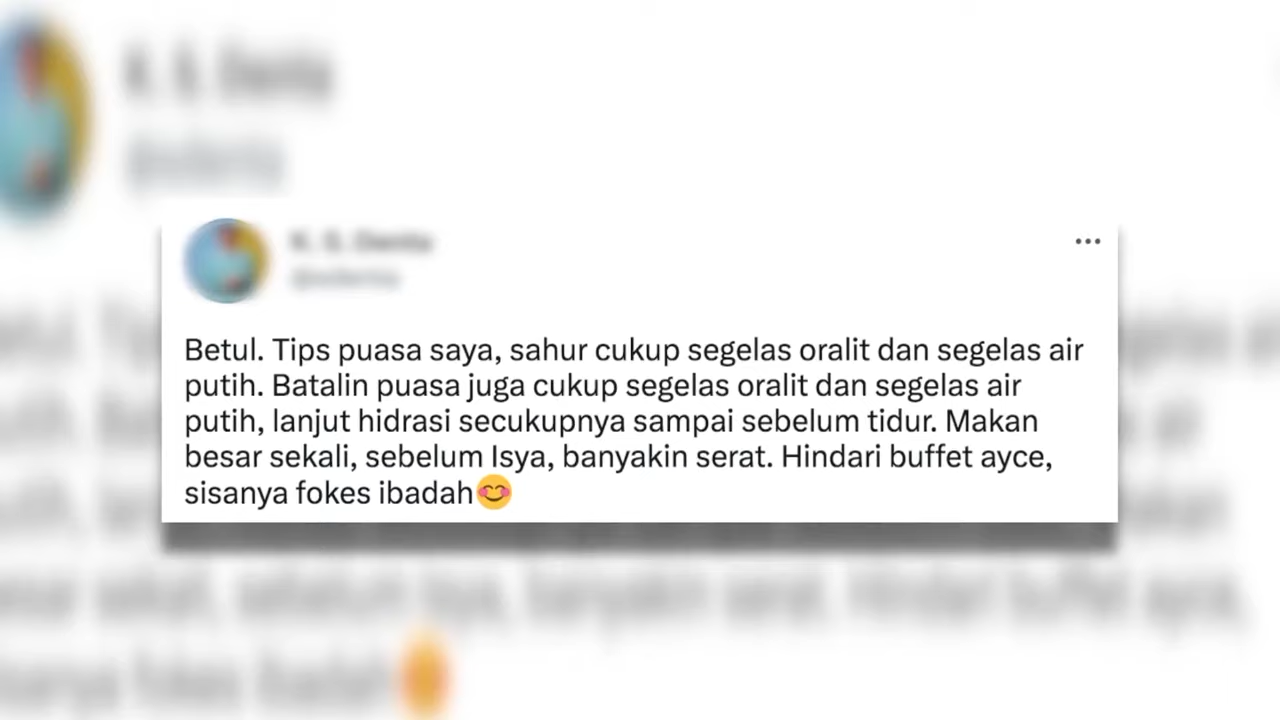 Betul. Tips puasa saya, sahur cukup segelas oralit dan segelas air
putih. Batalin puasa juga cukup segelas oralit dan segelas air
putih, lanjut hidrasi secukupnya sampai sebelum tidur. Makan
besar sekali, sebelum Isya, banyakin serat. Hindari buffet ayce,
sisanya fokes ibadah😊